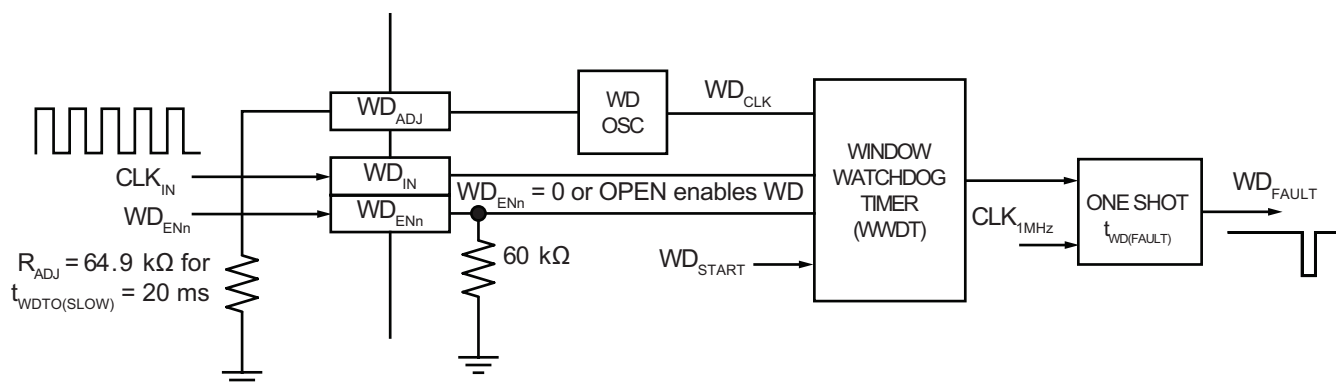 WD_ADJ
WD
OSC
WD_CLK
CLK_IN
WD_IN
WD_ENn = 0 or OPEN enables WD
WD_ENn
WD_ENn
R_ADJ = 64.9 kΩ for
t_WDTO(SLOW) = 20 ms
60 kΩ
WD_START
WINDOW
WATCHDOG
TIMER
(WWDT)
CLK_1MHz
ONE SHOT
t_WD(FAULT)
WD_FAULT